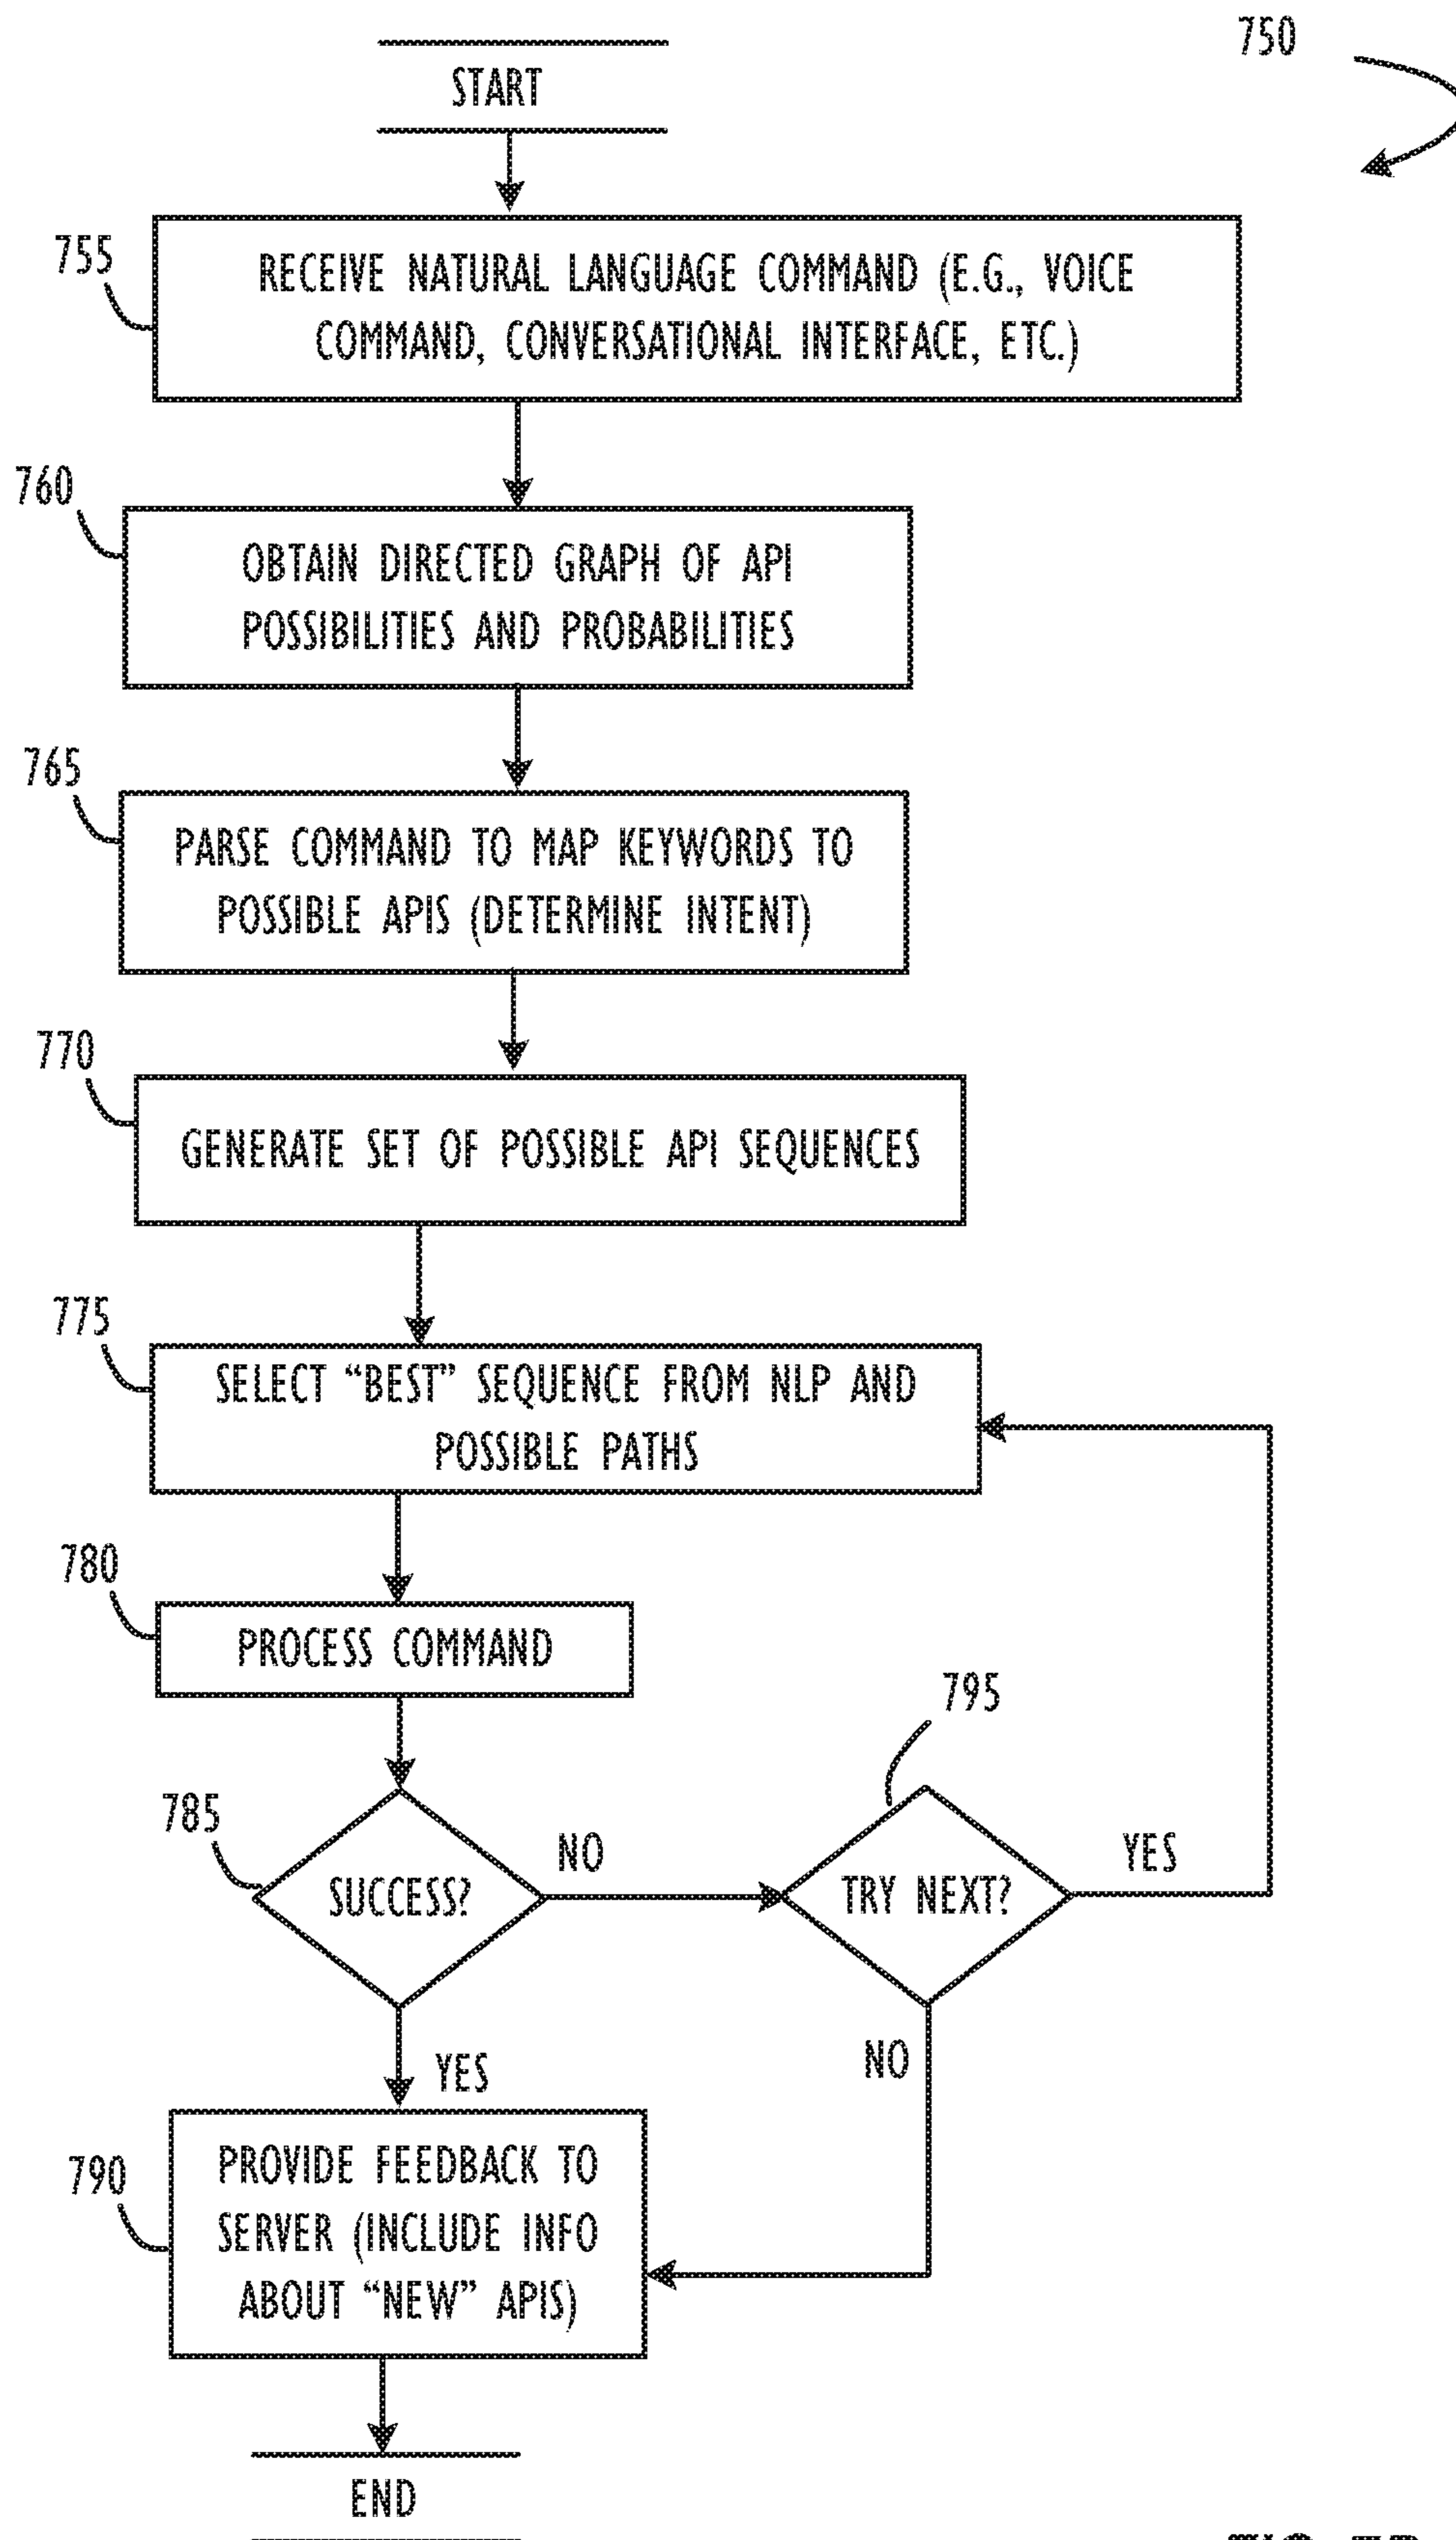 750
START
755
RECEIVE NATURAL LANGUAGE COMMAND (E.G., VOICE
COMMAND, CONVERSATIONAL INTERFACE, ETC.)
760
OBTAIN DIRECTED GRAPH OF API
POSSIBILITIES AND PROBABILITIES
765
PARSE COMMAND TO MAP KEYWORDS TO
POSSIBLE APIS (DETERMINE INTENT)
770
GENERATE SET OF POSSIBLE API SEQUENCES
775
SELECT “BEST” SEQUENCE FROM NLP AND
POSSIBLE PATHS
780
PROCESS COMMAND
795
785
NO
YES
SUCCESS?
TRY NEXT?
YES
NO
790
PROVIDE FEEDBACK TO
SERVER (INCLUDE INFO
ABOUT “NEW” APIS)
END